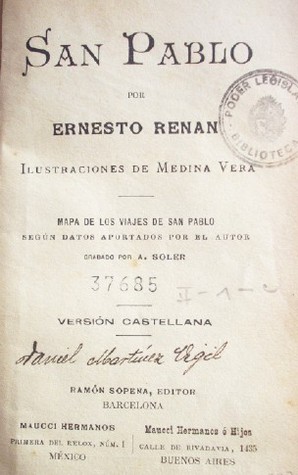 SAN PABLO
POR
ERNESTO RENAN
ILUSTRACIONES DE MEDINA VERA
PODER LEGISLA
BIBLIOTECA
MAPA DE LOS VIAJES DE SAN PABLO
SEGÚN DATOS APORTADOS POR EL AUTOR
GRABADO POR A. SOLER
37685
II-1-
VERSIÓN CASTELLANA
Daniel Martínez Vigil
RAMÓN SOPENA, EDITOR
BARCELONA
MAUCCI HERMANOS
PRIMERA DEL RELOX, NÚM. 1
MÉXICO
Maucci Hermanos é Hijos
CALLE DE RIVADAVIA, 1435
BUENOS AIRES